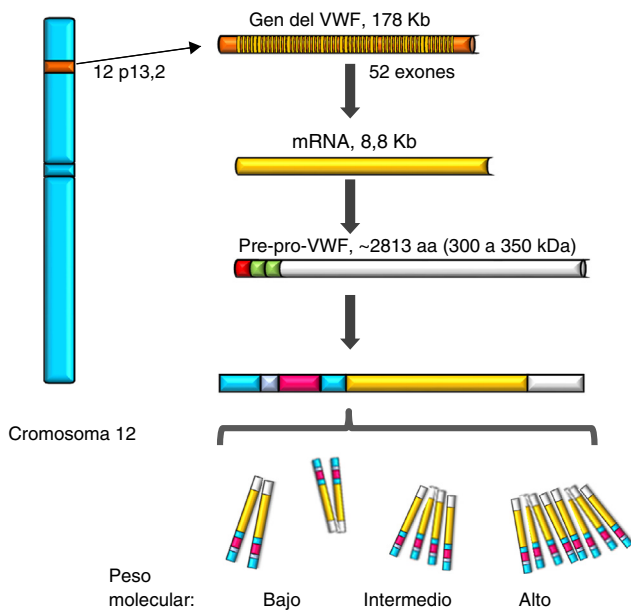 Gen del VWF, 178 Kb
12 p13,2
52 exones
mRNA, 8,8 Kb
Pre-pro-VWF, ~2813 aa (300 a 350 kDa)
Cromosoma 12
Peso
molecular: Bajo Intermedio Alto